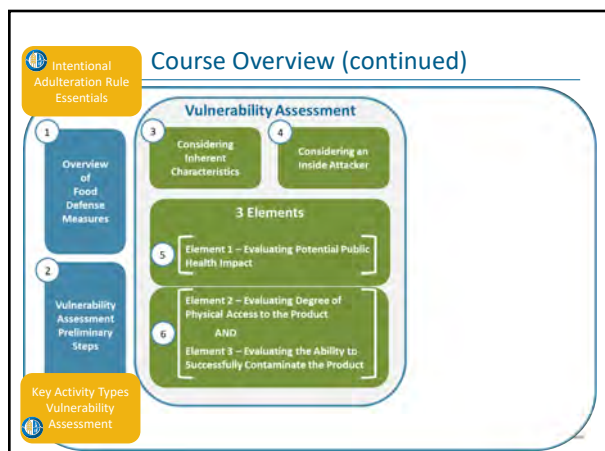 Course Overview (continued)
Intentional
Adulteration Rule
Essentials
1
Overview
of
Food
Defense
Measures
2
Vulnerability
Assessment
Preliminary
Steps
Key Activity Types
Vulnerability
Assessment
Vulnerability Assessment
3
Considering
Inherent
Characteristics
4
Considering an
Inside Attacker
3 Elements
5
Element 1 – Evaluating Potential Public
Health Impact
6
Element 2 – Evaluating Degree of
Physical Access to the Product
AND
Element 3 – Evaluating the Ability to
Successfully Contaminate the Product